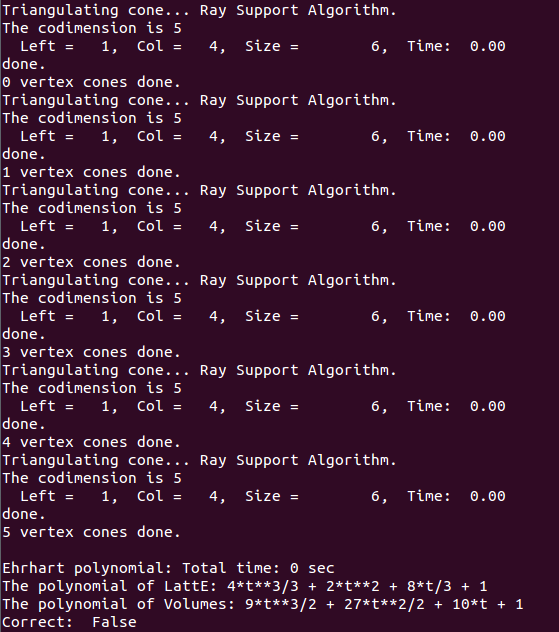 Triangulating cone... Ray Support Algorithm.
The codimension is 5
  Left =   1,  Col =   4,  Size =        6,  Time:  0.00
done.
0 vertex cones done.
Triangulating cone... Ray Support Algorithm.
The codimension is 5
  Left =   1,  Col =   4,  Size =        6,  Time:  0.00
done.
1 vertex cones done.
Triangulating cone... Ray Support Algorithm.
The codimension is 5
  Left =   1,  Col =   4,  Size =        6,  Time:  0.00
done.
2 vertex cones done.
Triangulating cone... Ray Support Algorithm.
The codimension is 5
  Left =   1,  Col =   4,  Size =        6,  Time:  0.00
done.
3 vertex cones done.
Triangulating cone... Ray Support Algorithm.
The codimension is 5
  Left =   1,  Col =   4,  Size =        6,  Time:  0.00
done.
4 vertex cones done.
Triangulating cone... Ray Support Algorithm.
The codimension is 5
  Left =   1,  Col =   4,  Size =        6,  Time:  0.00
done.
5 vertex cones done.

Ehrhart polynomial: Total time: 0 sec
The polynomial of LattE: 4*t**3/3 + 2*t**2 + 8*t/3 + 1
The polynomial of Volumes: 9*t**3/2 + 27*t**2/2 + 10*t + 1
Correct:  False